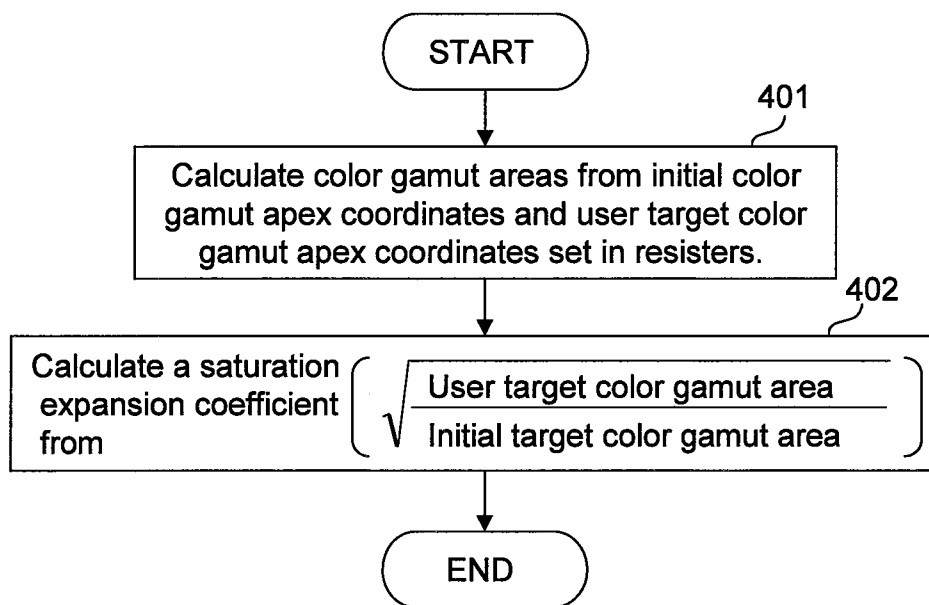 START
401
Calculate color gamut areas from initial color
gamut apex coordinates and user target color
gamut apex coordinates set in resisters.
402
Calculate a saturation
expansion coefficient
from
User target color gamut area
Initial target color gamut area
END